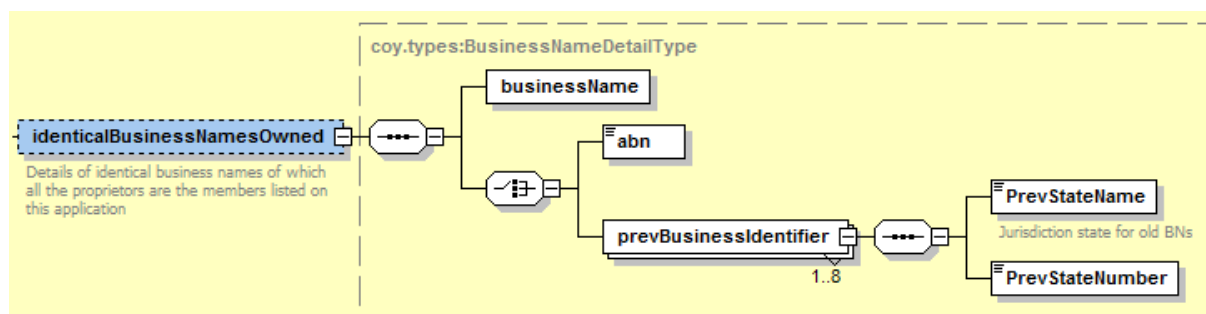 coy.types:BusinessNameDetailType
businessName
identicalBusinessNamesOwned
abn
Details of identical business names of which
all the proprietors are the members listed on
this application
PrevStateName
Jurisdiction state for old BNs
prevBusinessIdentifier
1..8
PrevStateNumber